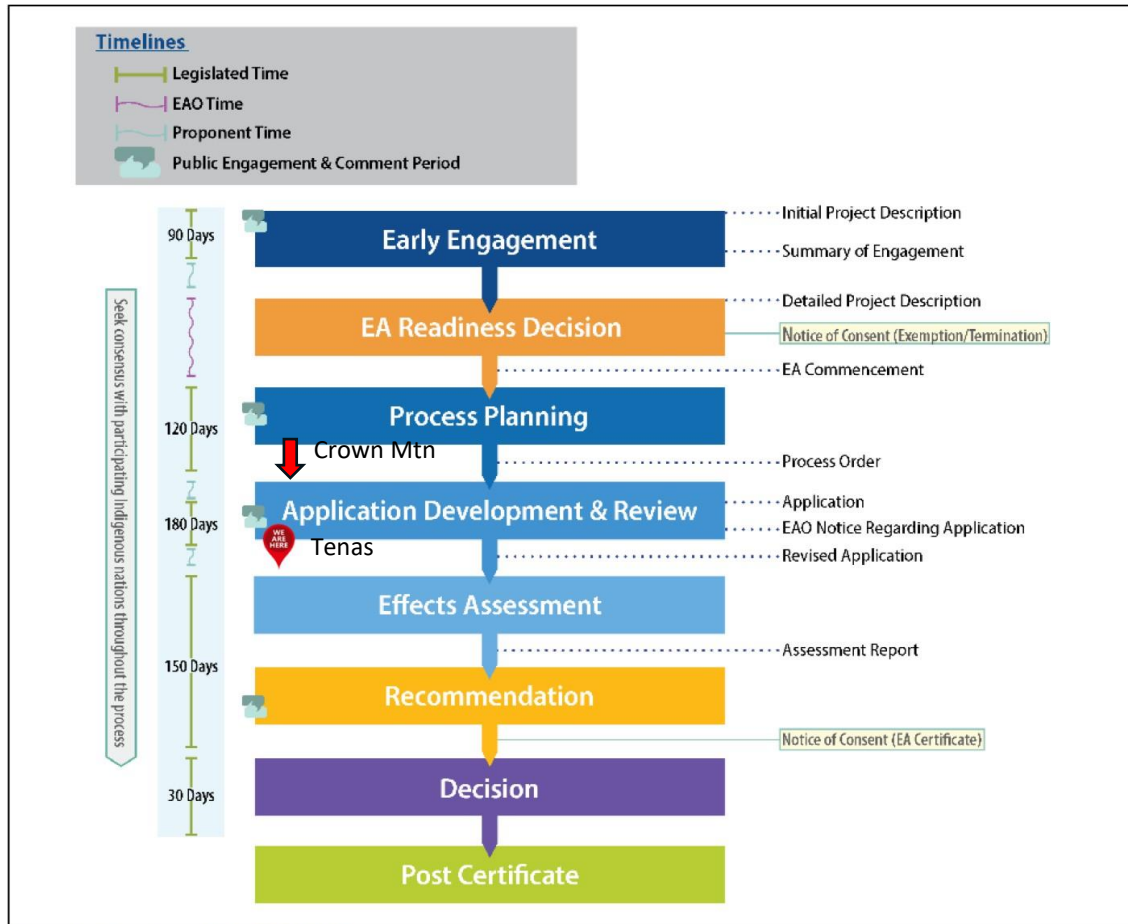 Timelines
Legislated Time
EAO Time
Proponent Time
Public Engagement & Comment Period
Seek consensus with participating Indigenous nations throughout the process
90 Days
Early Engagement
Initial Project Description
Summary of Engagement
EA Readiness Decision
Detailed Project Description
Notice of Consent (Exemption/Termination)
EA Commencement
120 Days
Process Planning
Crown Mtn
Process Order
180 Days
Application Development & Review
Application
EAO Notice Regarding Application
WE
ARE
HERE
Tenas
Revised Application
Effects Assessment
Assessment Report
150 Days
Recommendation
Notice of Consent (EA Certificate)
30 Days
Decision
Post Certificate